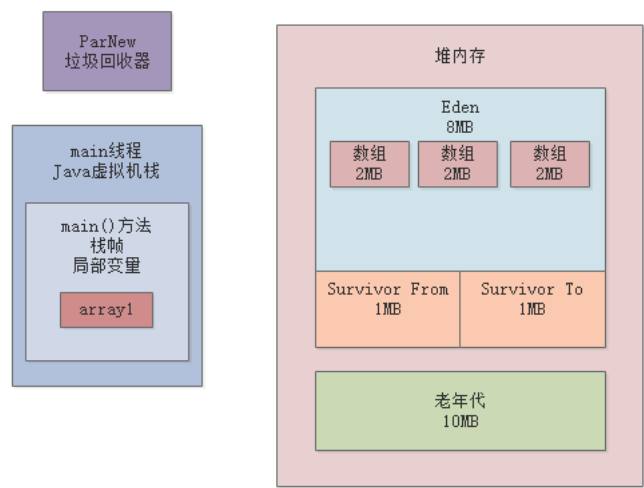 ParNew
垃圾回收器
main线程
Java虚拟机栈
main()方法
栈帧
局部变量
array1
堆内存
Eden
8MB
数组
2MB
数组
2MB
数组
2MB
Survivor From
1MB
Survivor To
1MB
老年代
10MB